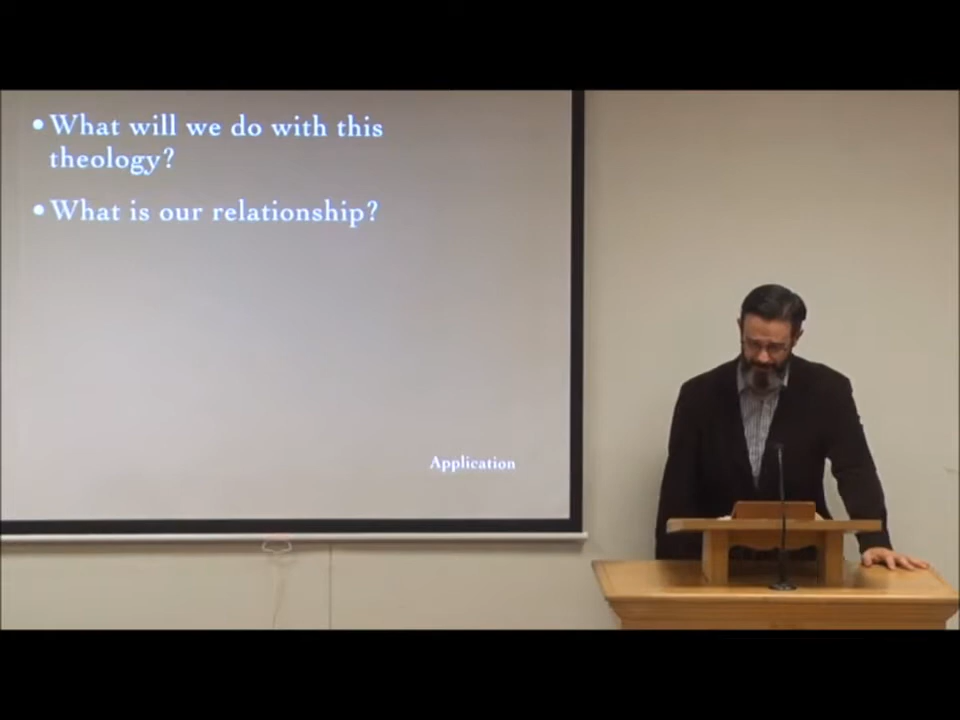 • What will we do with this
theology?
• What is our relationship?
Application